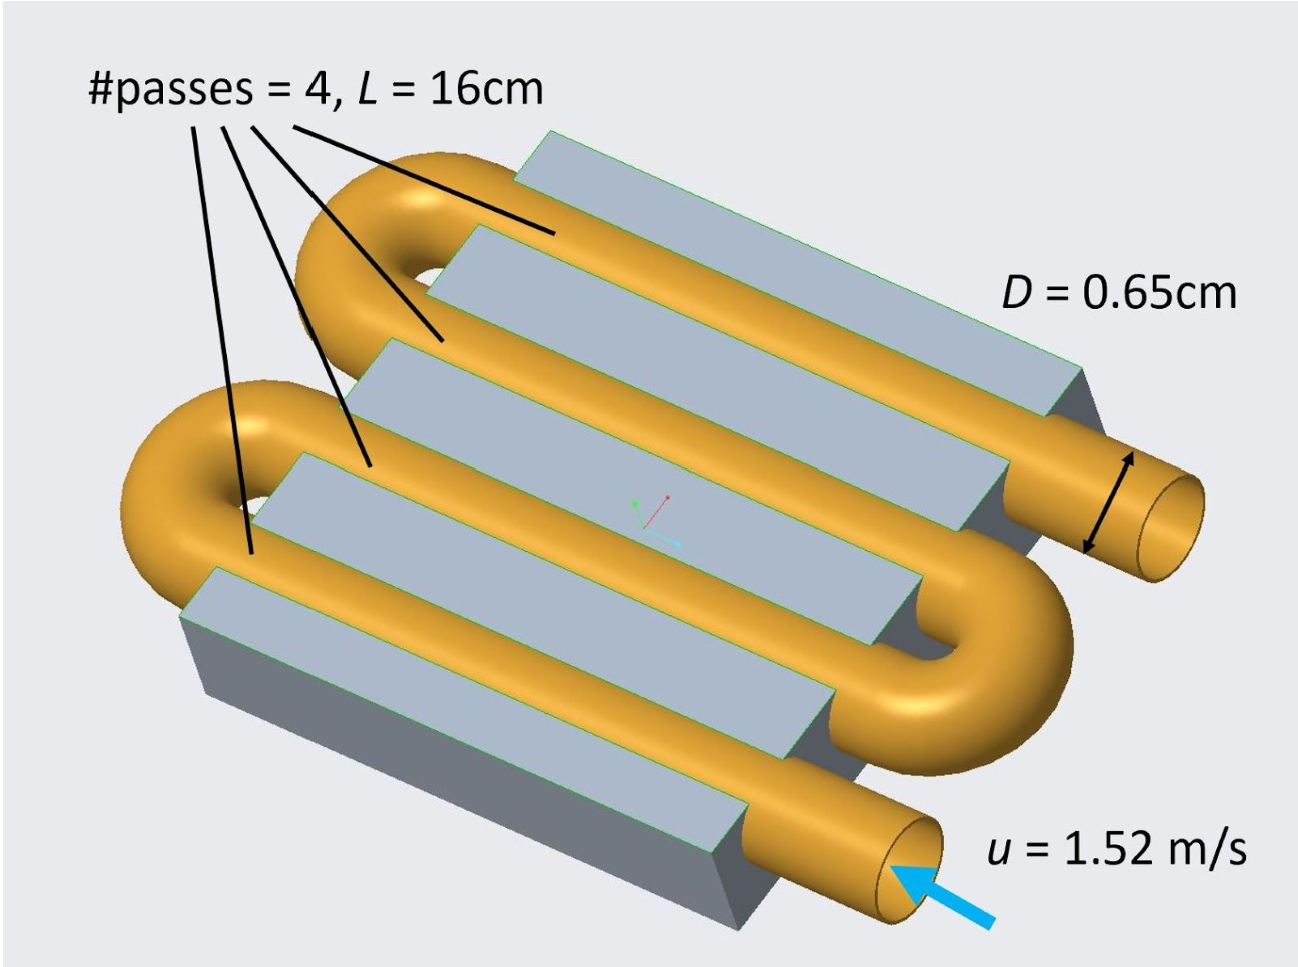 #passes = 4, L = 16cm
D = 0.65cm
u = 1.52 m/s